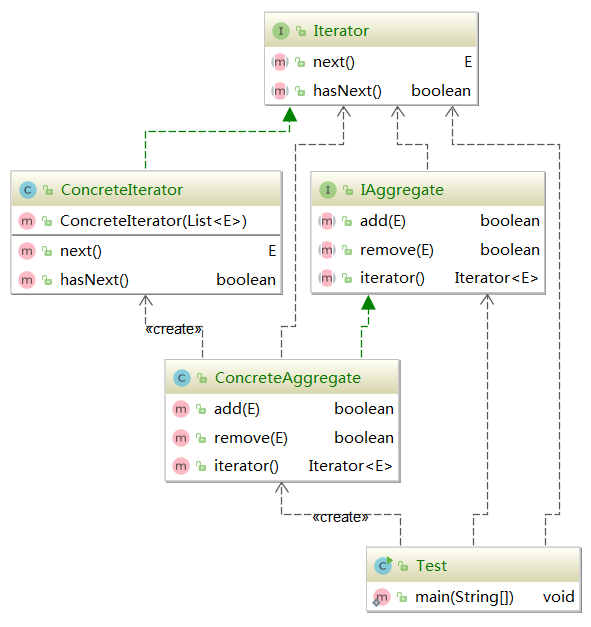 I Iterator
m next() E
m hasNext() boolean
C ConcreteIterator
m ConcreteIterator(List<E>)
m next() E
m hasNext() boolean
I IAggregate
m add(E) boolean
m remove(E) boolean
m iterator() Iterator<E>
«create»
C ConcreteAggregate
m add(E) boolean
m remove(E) boolean
m iterator() Iterator<E>
«create»
C Test
m main(String[]) void